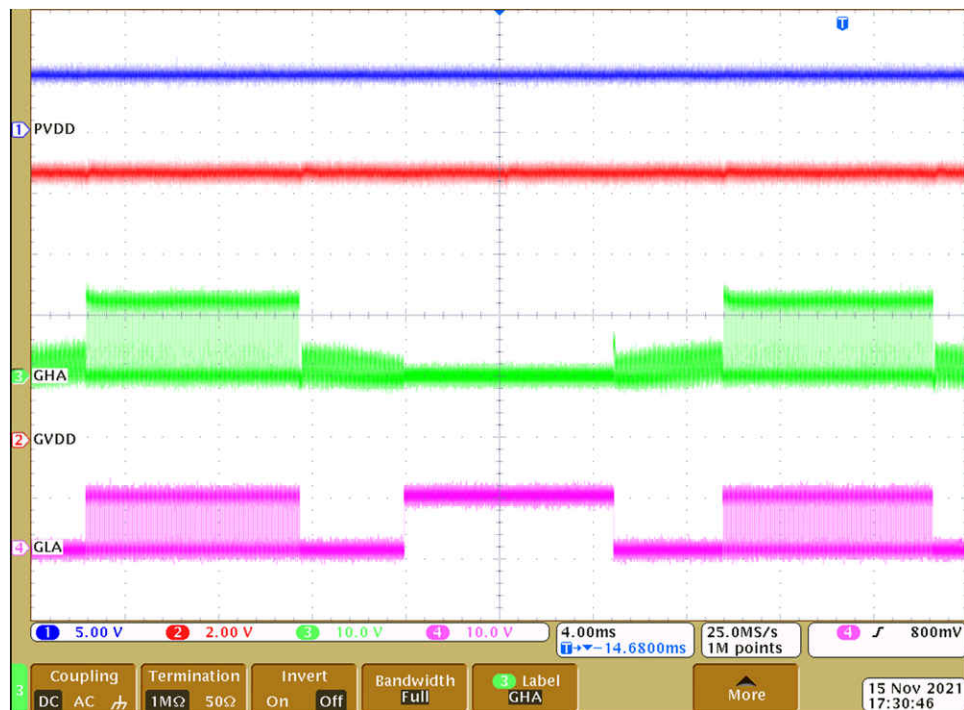 T
1 PVDD
3 GHA
2 GVDD
4 GLA
1 5.00 V 2 2.00 V 3 10.0 V 4 10.0 V
4.00ms
T→▼−14.6800ms
25.0MS/s
1M points
4 800mV
3
Coupling
DC AC
Termination
1MΩ 50Ω
Invert
On Off
Bandwidth
Full
3 Label
GHA
More
15 Nov 2021
17:30:46